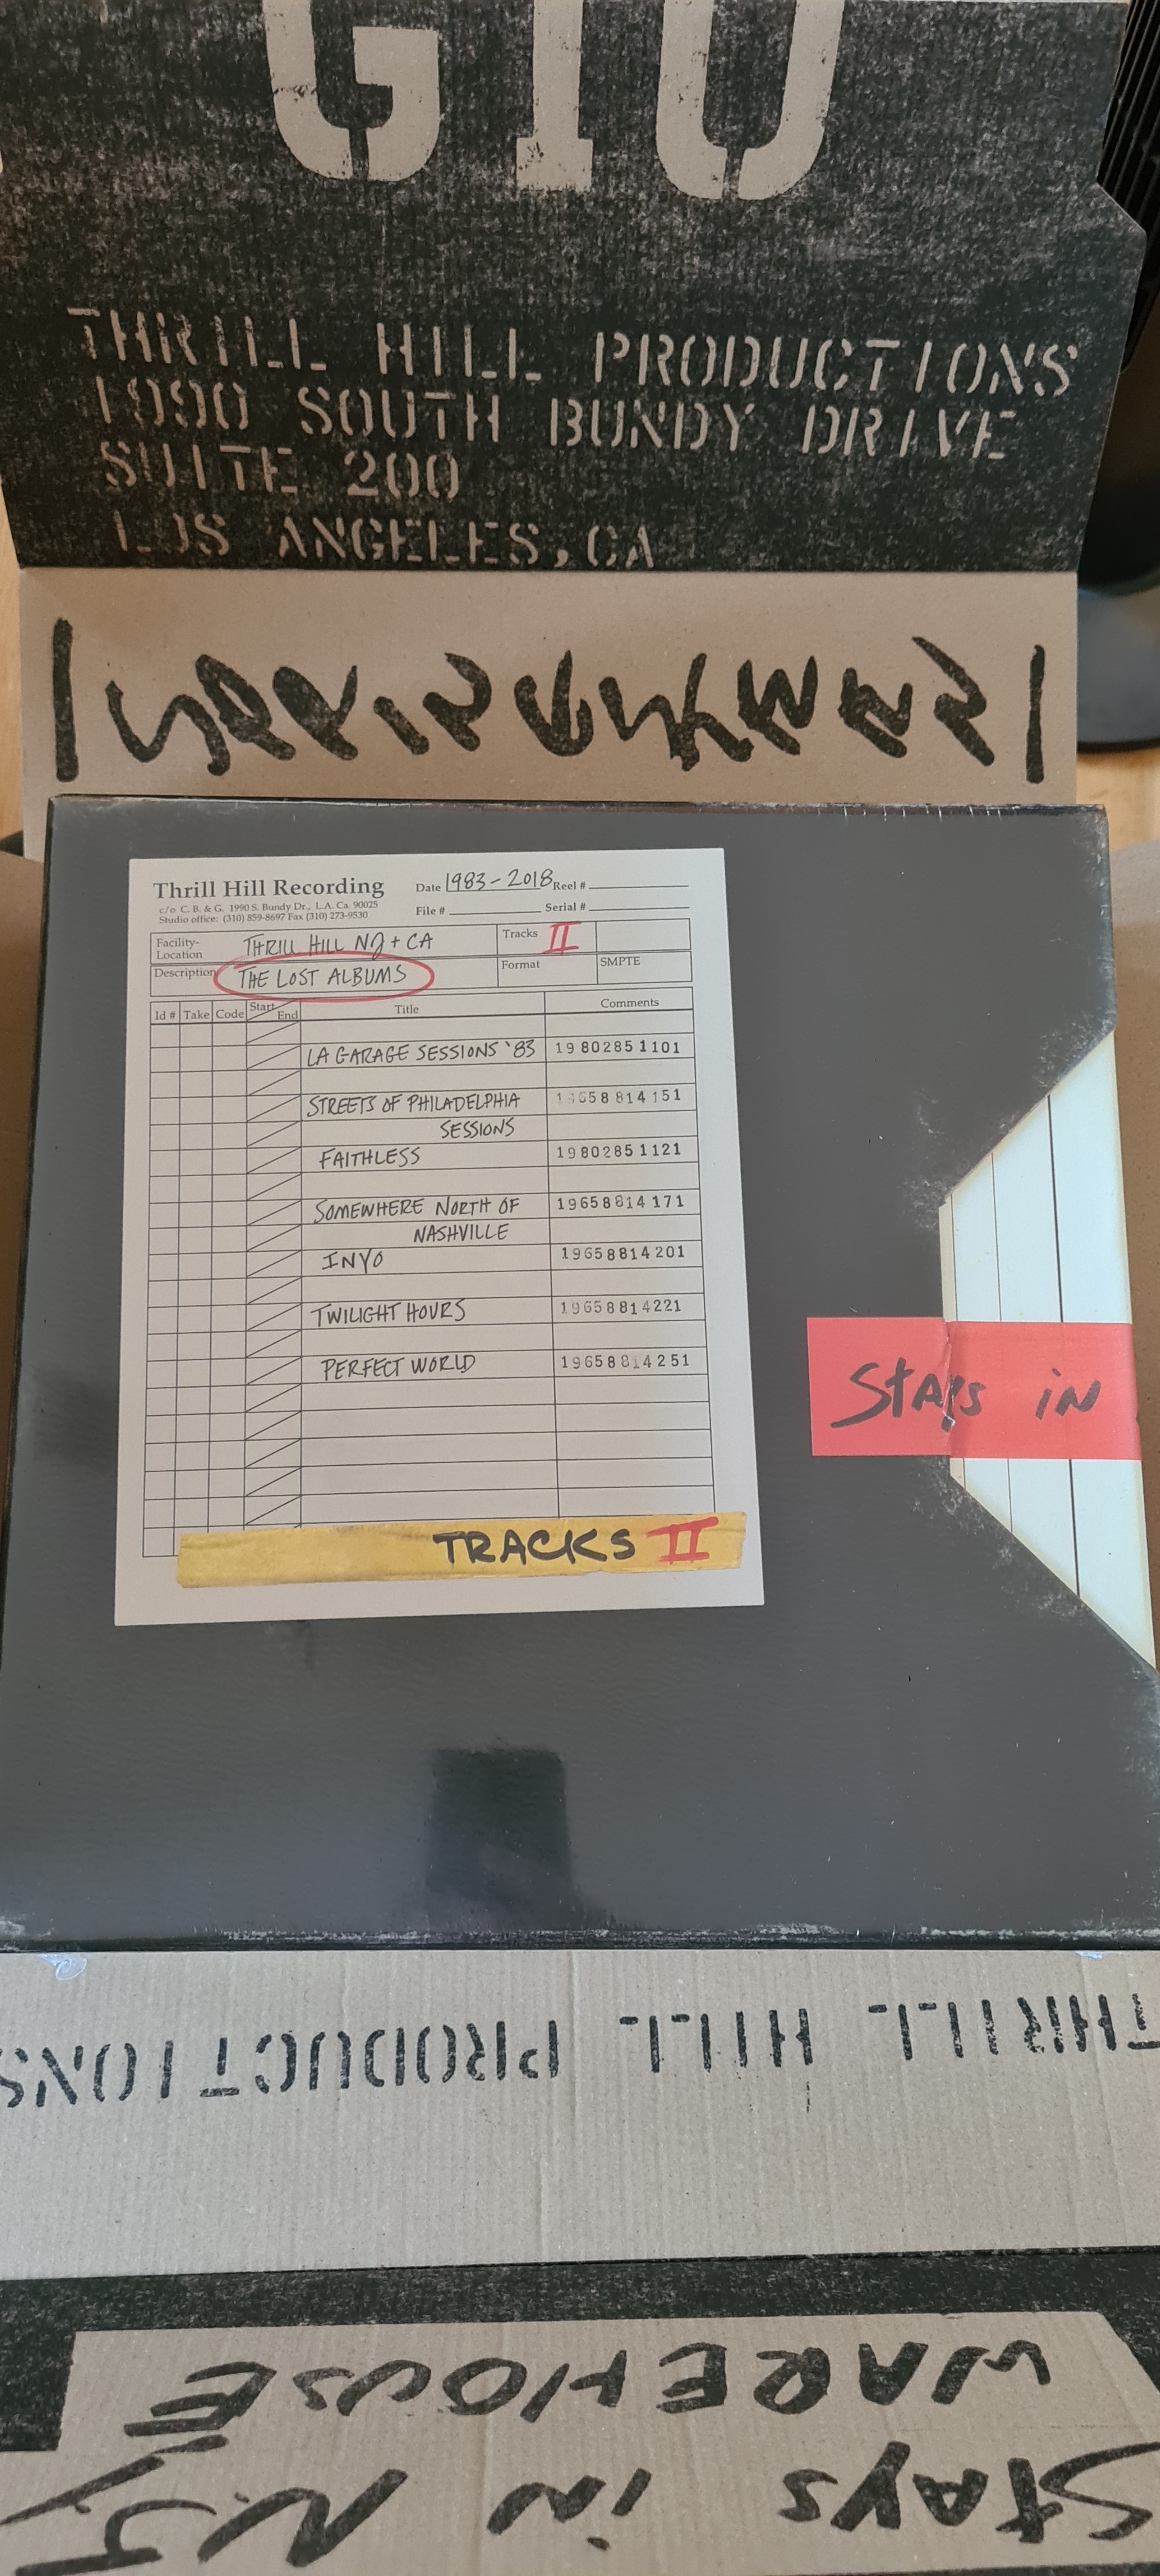 THRILL HILL PRODUCTIONS
1990 SOUTH BUNDY DRIVE
SUITE 200
LOS ANGELES, CA
SPRINGSTEEN
Thrill Hill Recording
c/o C. B. & G. 1990 S. Bundy Dr., L.A. Ca. 90025
Studio office: (310) 859-8697 Fax (310) 273-9530
Date 1983-2018 Reel #
File # Serial #
Facility-Location THRILL HILL NJ + CA Tracks II
Description THE LOST ALBUMS Format SMPTE
Id # Take Code Start End Title Comments
LA GARAGE SESSIONS '83 19802851101
STREETS OF PHILADELPHIA 19658814151
SESSIONS
FAITHLESS 19802851121
SOMEWHERE NORTH OF 19658814171
NASHVILLE
INYO 19658814201
TWILIGHT HOURS 19658814221
PERFECT WORLD 19658814251
TRACKS II
STAYS IN
THRILL HILL PRODUCTIONS
STAYS IN NJ
WAREHOUSE